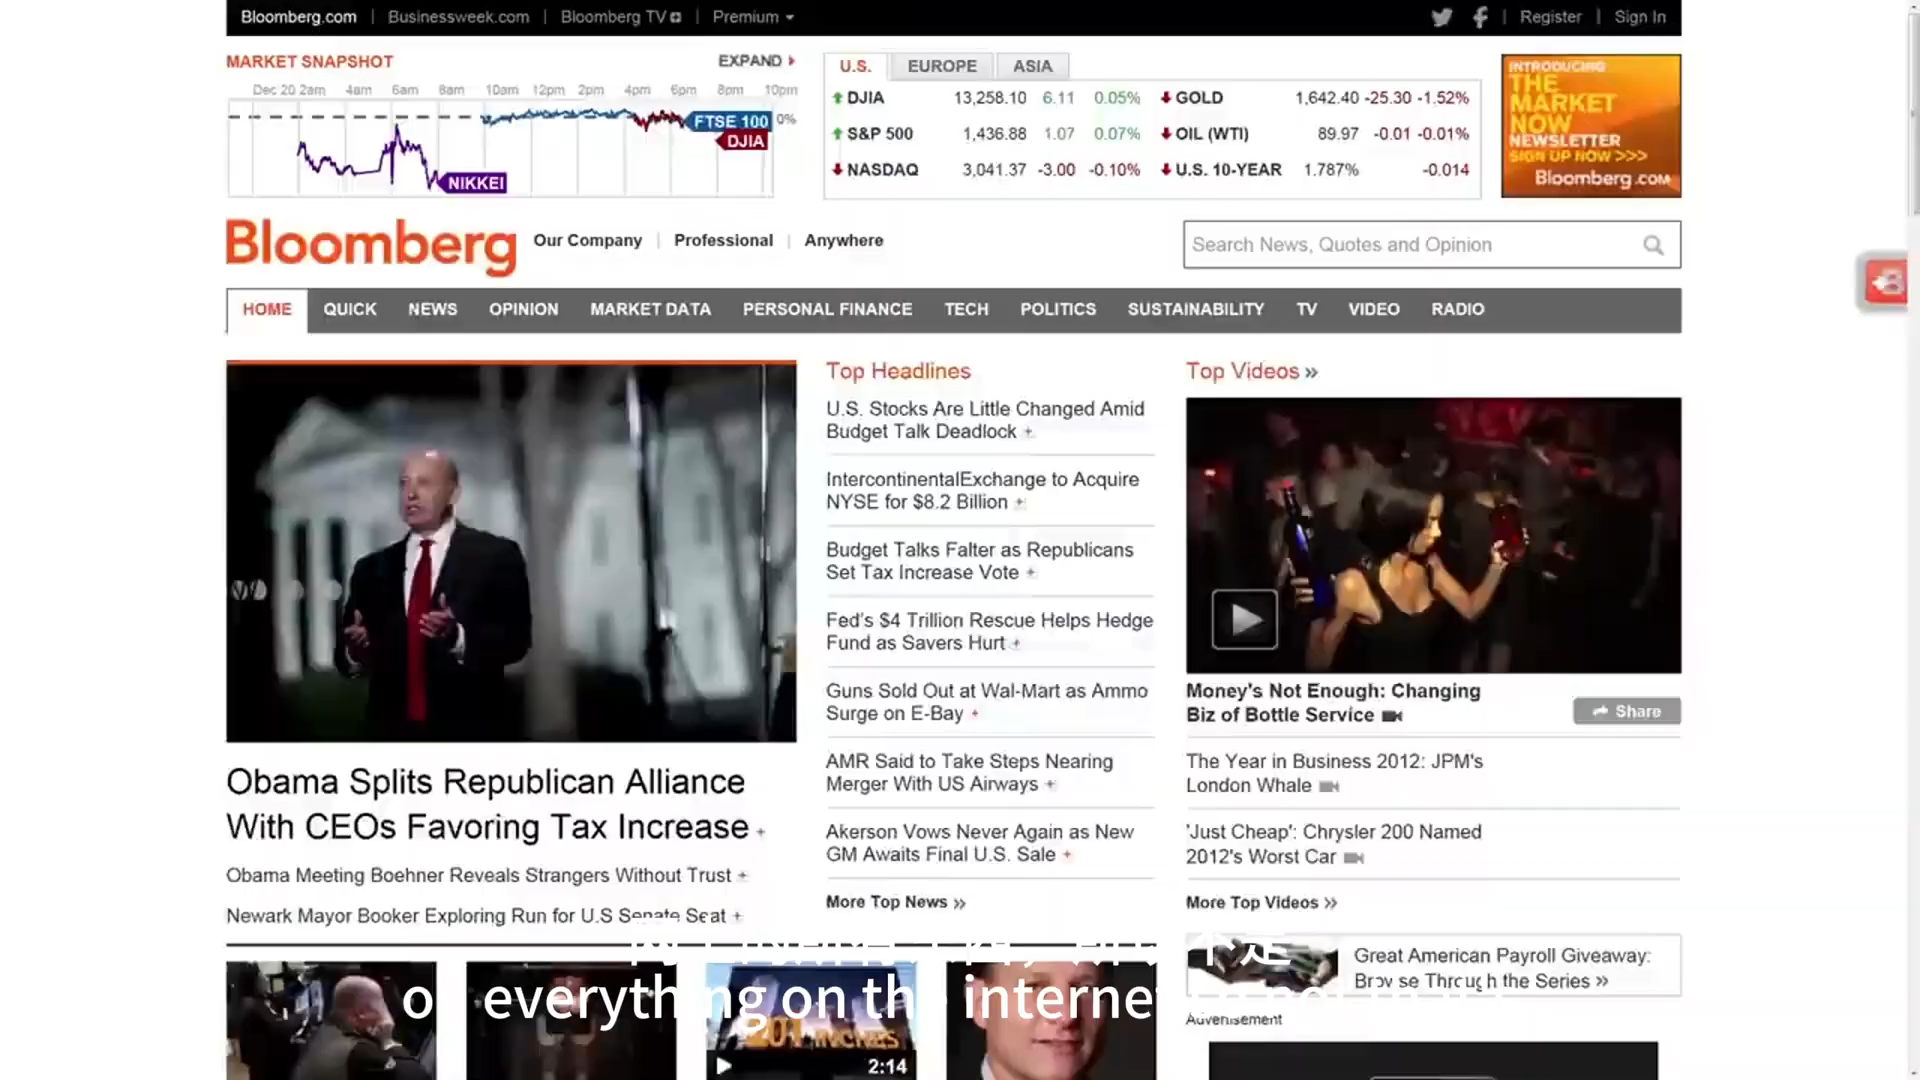 Bloomberg.com | Businessweek.com | Bloomberg TV | Premium
| Register | Sign In
MARKET SNAPSHOT
EXPAND
Dec 20 2am 4am 6am 8am 10am 12pm 2pm 4pm 6pm 8pm 10pm
FTSE 100
0%
DJIA
NIKKEI
U.S. EUROPE ASIA
DJIA 13,258.10 6.11 0.05%
S&P 500 1,436.88 1.07 0.07%
NASDAQ 3,041.37 -3.00 -0.10%
GOLD 1,642.40 -25.30 -1.52%
OIL (WTI) 89.97 -0.01 -0.01%
U.S. 10-YEAR 1.787% -0.014
INTRODUCING
THE
MARKET
NOW
NEWSLETTER
SIGN UP NOW >>>
Bloomberg.COM
Bloomberg
Our Company | Professional | Anywhere
Search News, Quotes and Opinion
HOME QUICK NEWS OPINION MARKET DATA PERSONAL FINANCE TECH POLITICS SUSTAINABILITY TV VIDEO RADIO
Obama Splits Republican Alliance
With CEOs Favoring Tax Increase +
Obama Meeting Boehner Reveals Strangers Without Trust +
Newark Mayor Booker Exploring Run for U.S Senate Seat +
Top Headlines
U.S. Stocks Are Little Changed Amid
Budget Talk Deadlock +
IntercontinentalExchange to Acquire
NYSE for $8.2 Billion +
Budget Talks Falter as Republicans
Set Tax Increase Vote +
Fed's $4 Trillion Rescue Helps Hedge
Fund as Savers Hurt +
Guns Sold Out at Wal-Mart as Ammo
Surge on E-Bay +
AMR Said to Take Steps Nearing
Merger With US Airways +
Akerson Vows Never Again as New
GM Awaits Final U.S. Sale +
More Top News »
Top Videos »
Money's Not Enough: Changing
Biz of Bottle Service
Share
The Year in Business 2012: JPM's
London Whale
'Just Cheap': Chrysler 200 Named
2012's Worst Car
More Top Videos »
Great American Payroll Giveaway:
Browse Through the Series »
Advertisement
INCHES
2:14
everything on the internet